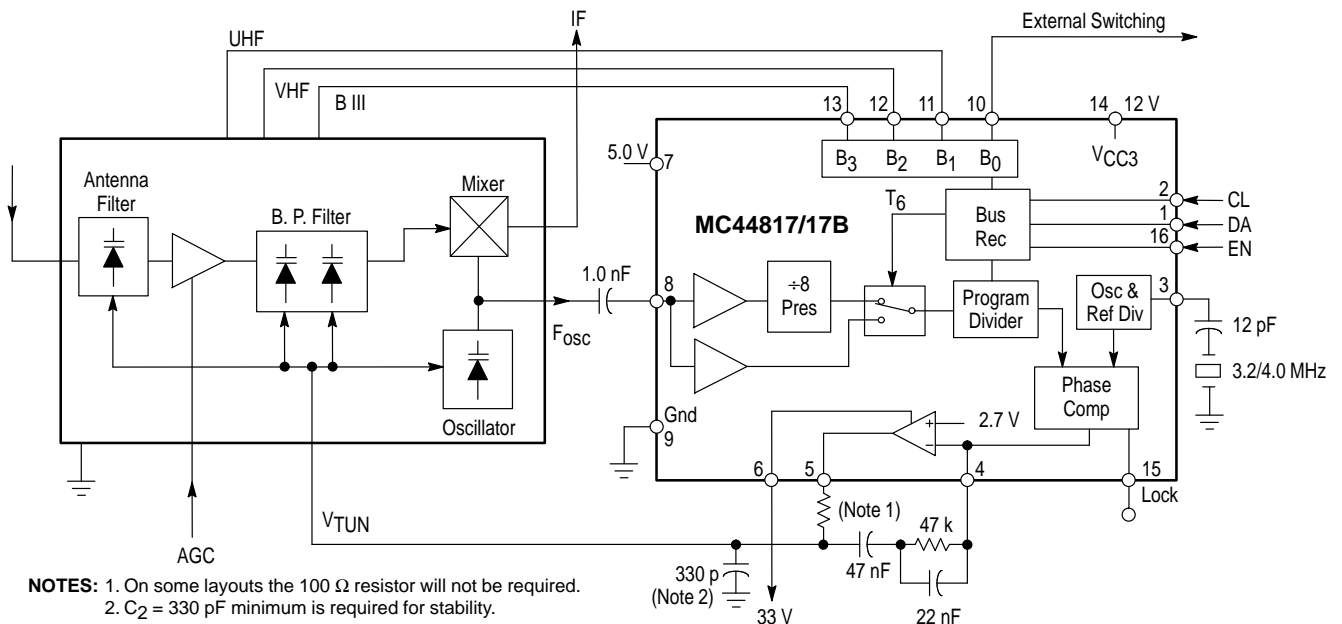 External Switching
IF
UHF
VHF
B III
13
12
11
10
14
12 V
5.0 V
7
B3
B2
B1
B0
VCC3
Antenna
Filter
B. P. Filter
Mixer
MC44817/17B
T6
Bus
Rec
2
CL
1
DA
16
EN
1.0 nF
8
÷8
Pres
Program
Divider
Osc &
Ref Div
3
12 pF
3.2/4.0 MHz
Fosc
Oscillator
Phase
Comp
Gnd
9
+
–
2.7 V
6
5
4
15
Lock
VTUN
AGC
(Note 1)
47 k
47 nF
330 p
(Note 2)
22 nF
33 V
NOTES: 1. On some layouts the 100 Ω resistor will not be required.
2. C2 = 330 pF minimum is required for stability.